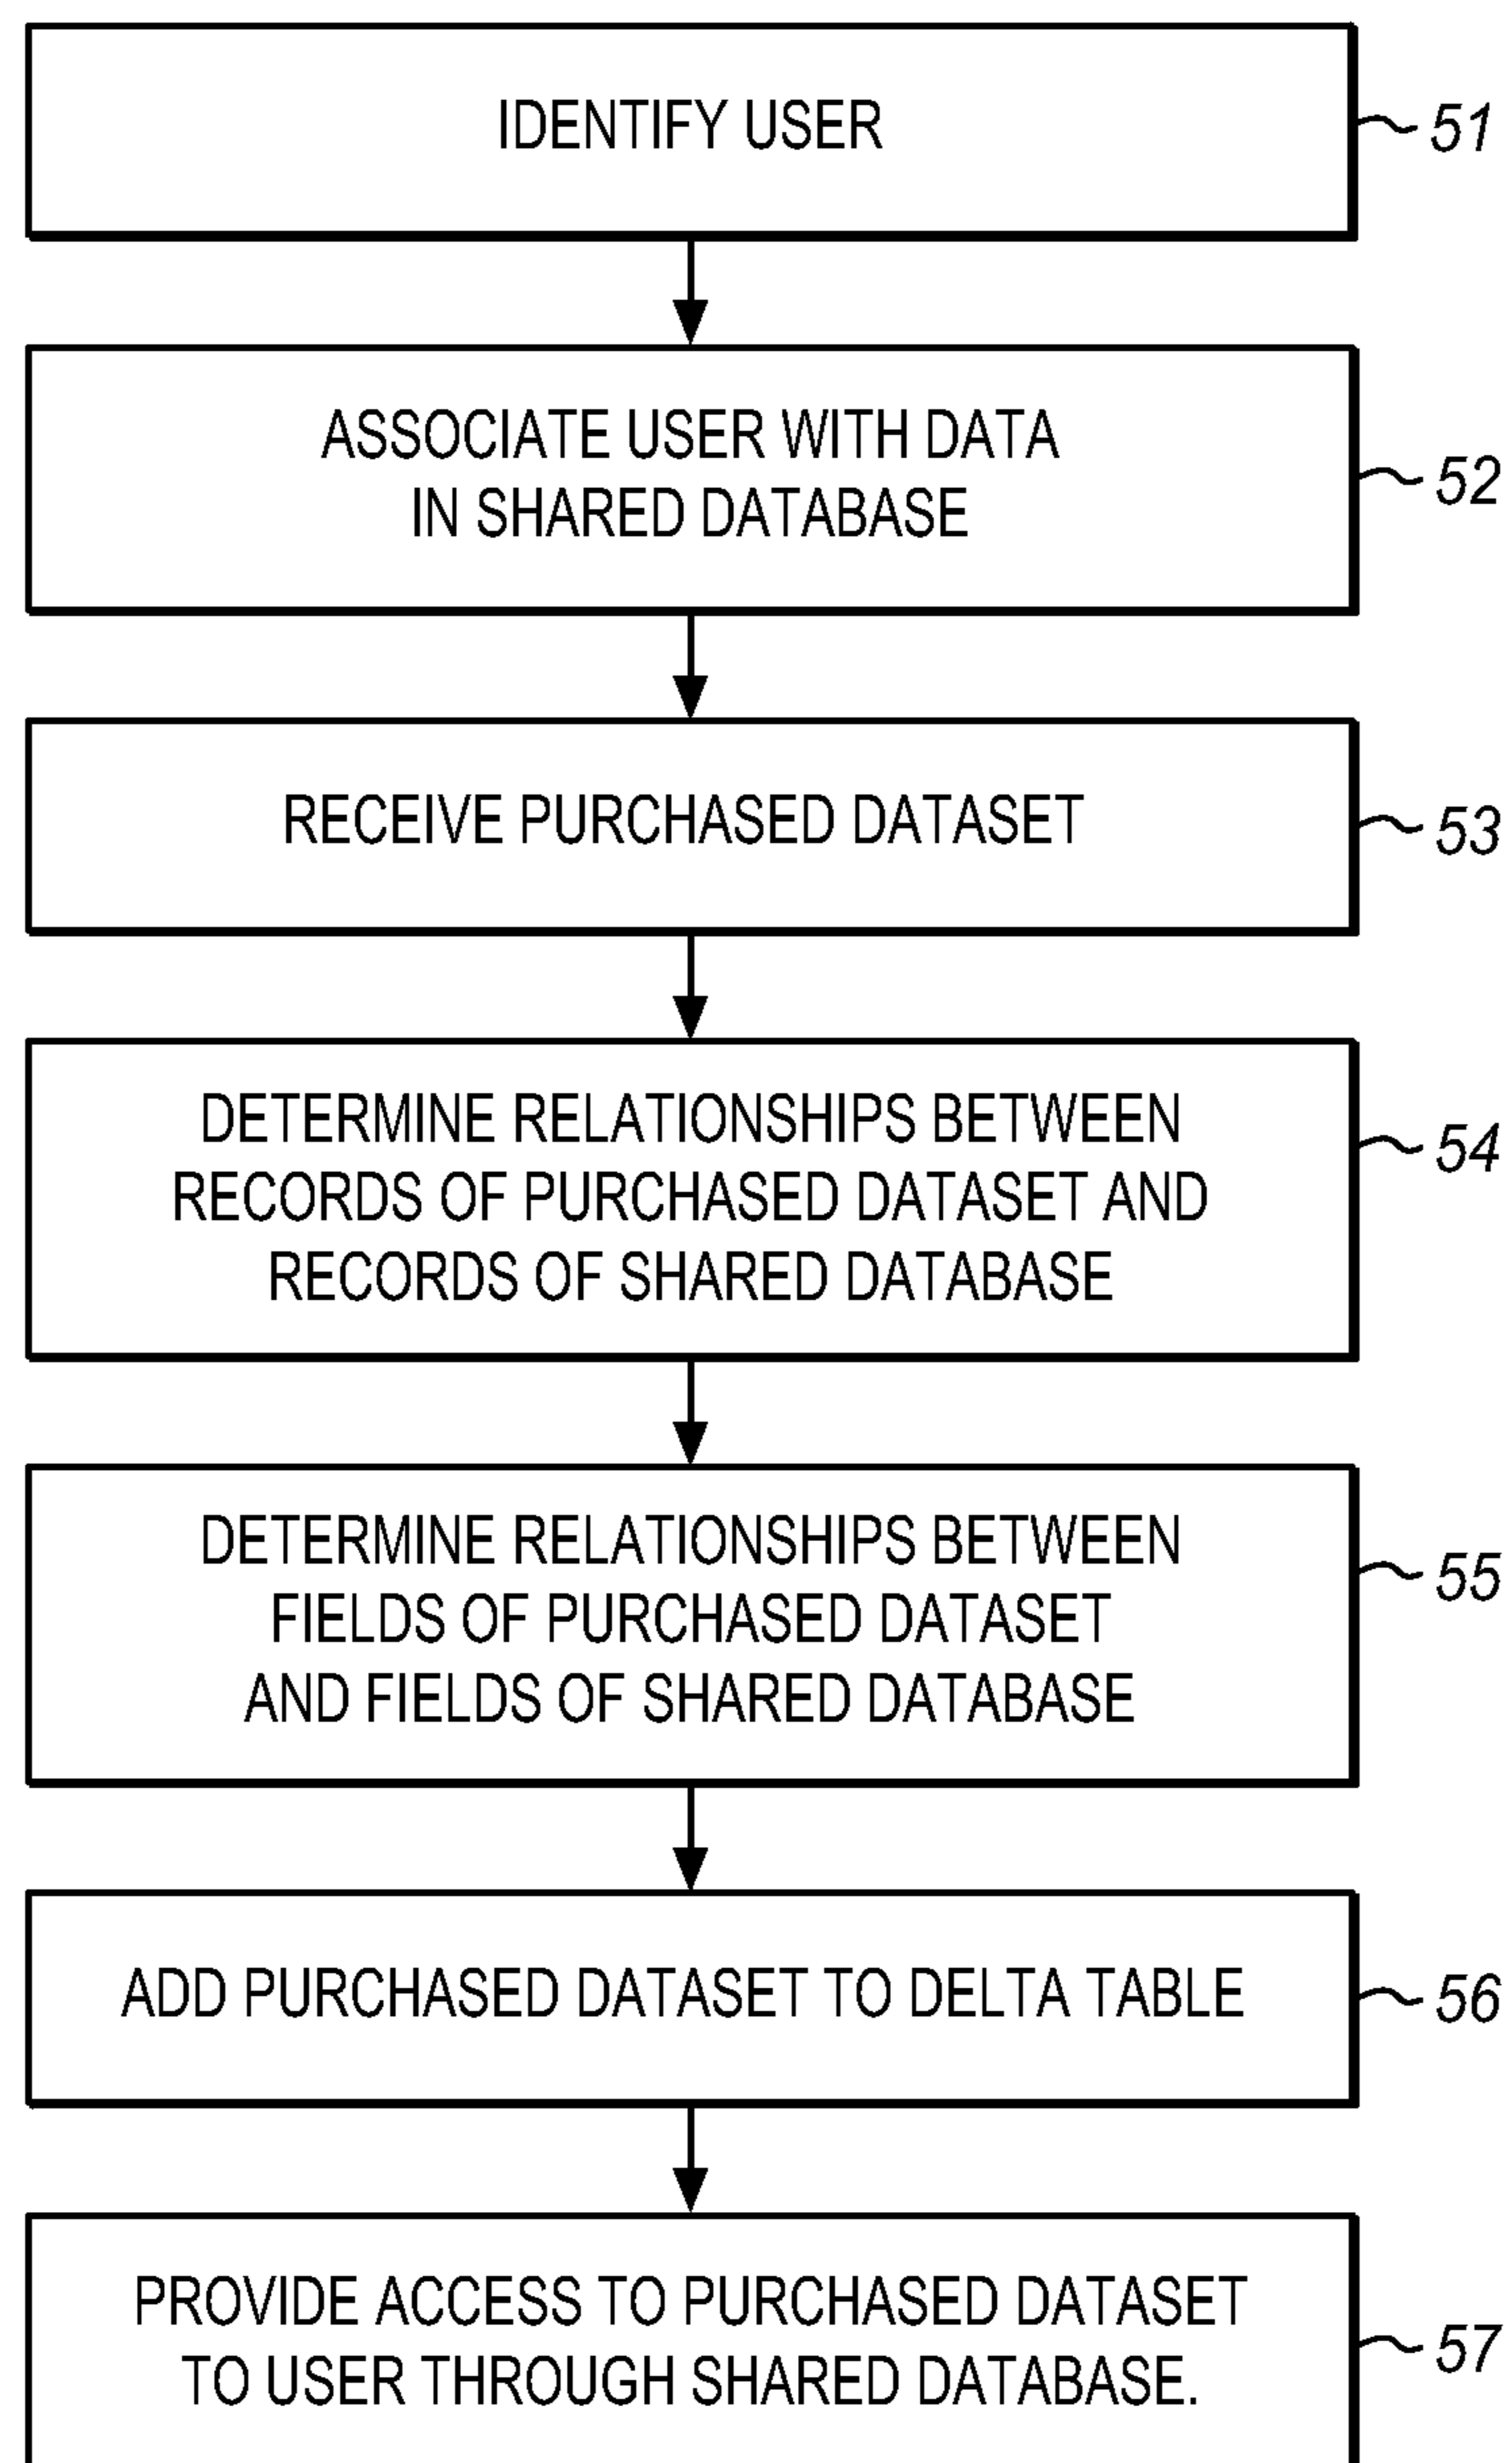 IDENTIFY USER
51
ASSOCIATE USER WITH DATA
IN SHARED DATABASE
52
RECEIVE PURCHASED DATASET
53
DETERMINE RELATIONSHIPS BETWEEN
RECORDS OF PURCHASED DATASET AND
RECORDS OF SHARED DATABASE
54
DETERMINE RELATIONSHIPS BETWEEN
FIELDS OF PURCHASED DATASET
AND FIELDS OF SHARED DATABASE
55
ADD PURCHASED DATASET TO DELTA TABLE
56
PROVIDE ACCESS TO PURCHASED DATASET
TO USER THROUGH SHARED DATABASE.
57